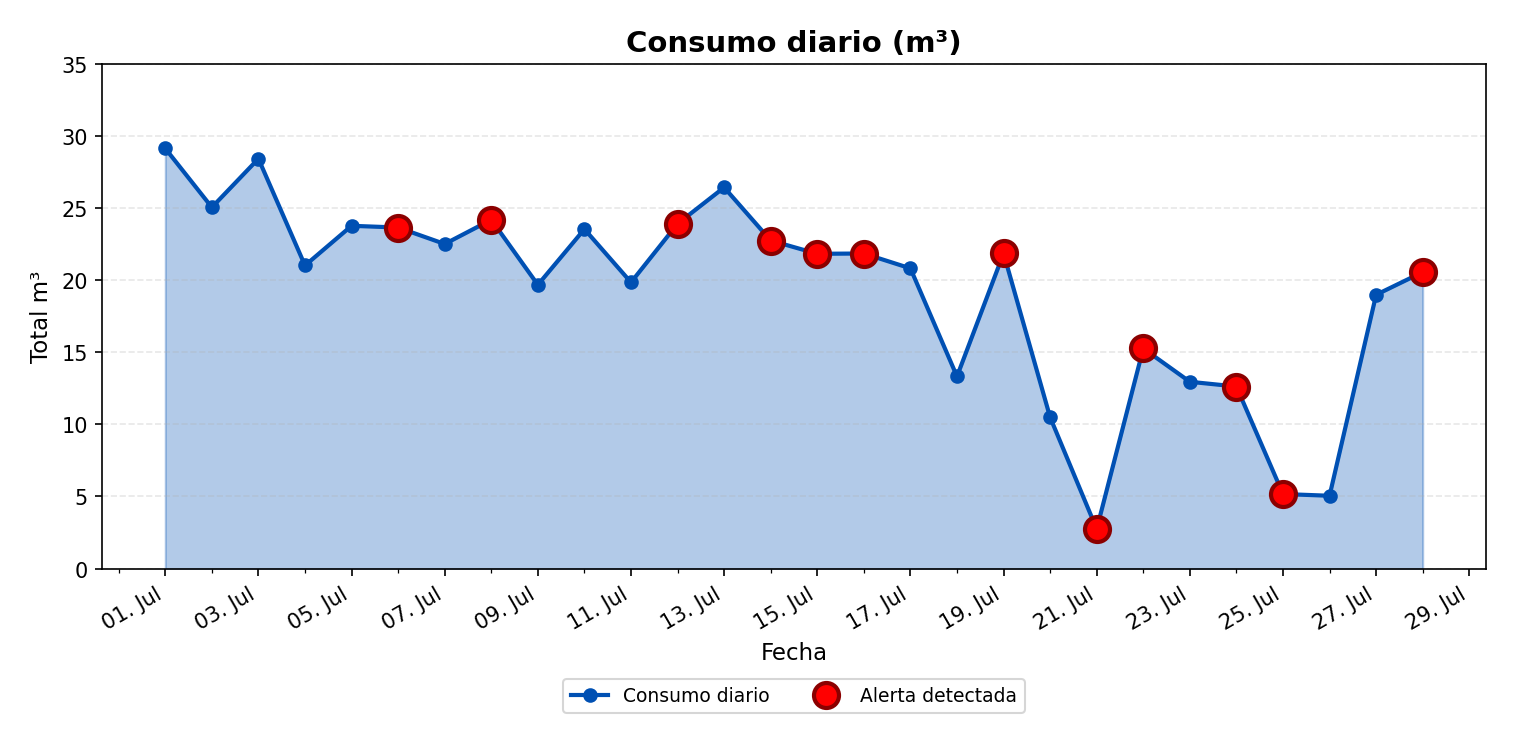 Consumo diario (m³)
35
30
25
20
15
10
5
0
Total m³
01. Jul
03. Jul
05. Jul
07. Jul
09. Jul
11. Jul
13. Jul
15. Jul
17. Jul
19. Jul
21. Jul
23. Jul
25. Jul
27. Jul
29. Jul
Fecha
Consumo diario
Alerta detectada